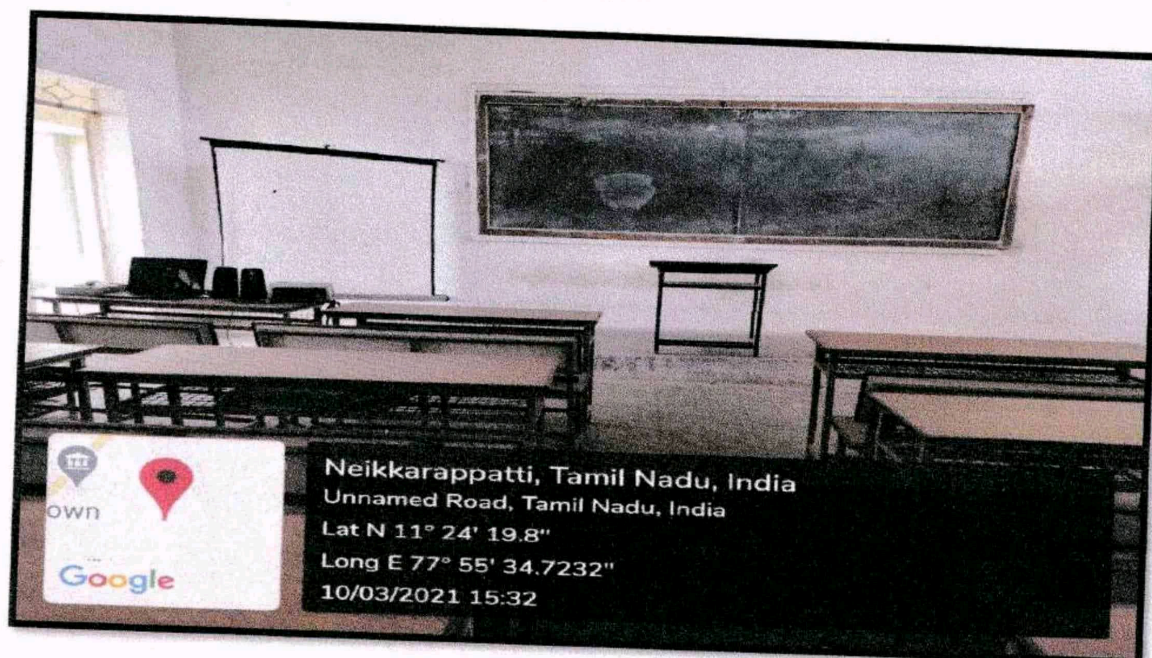 own
Google
Neikkarappatti, Tamil Nadu, India
Unnamed Road, Tamil Nadu, India
Lat N 11° 24' 19.8"
Long E 77° 55' 34.7232"
10/03/2021 15:32